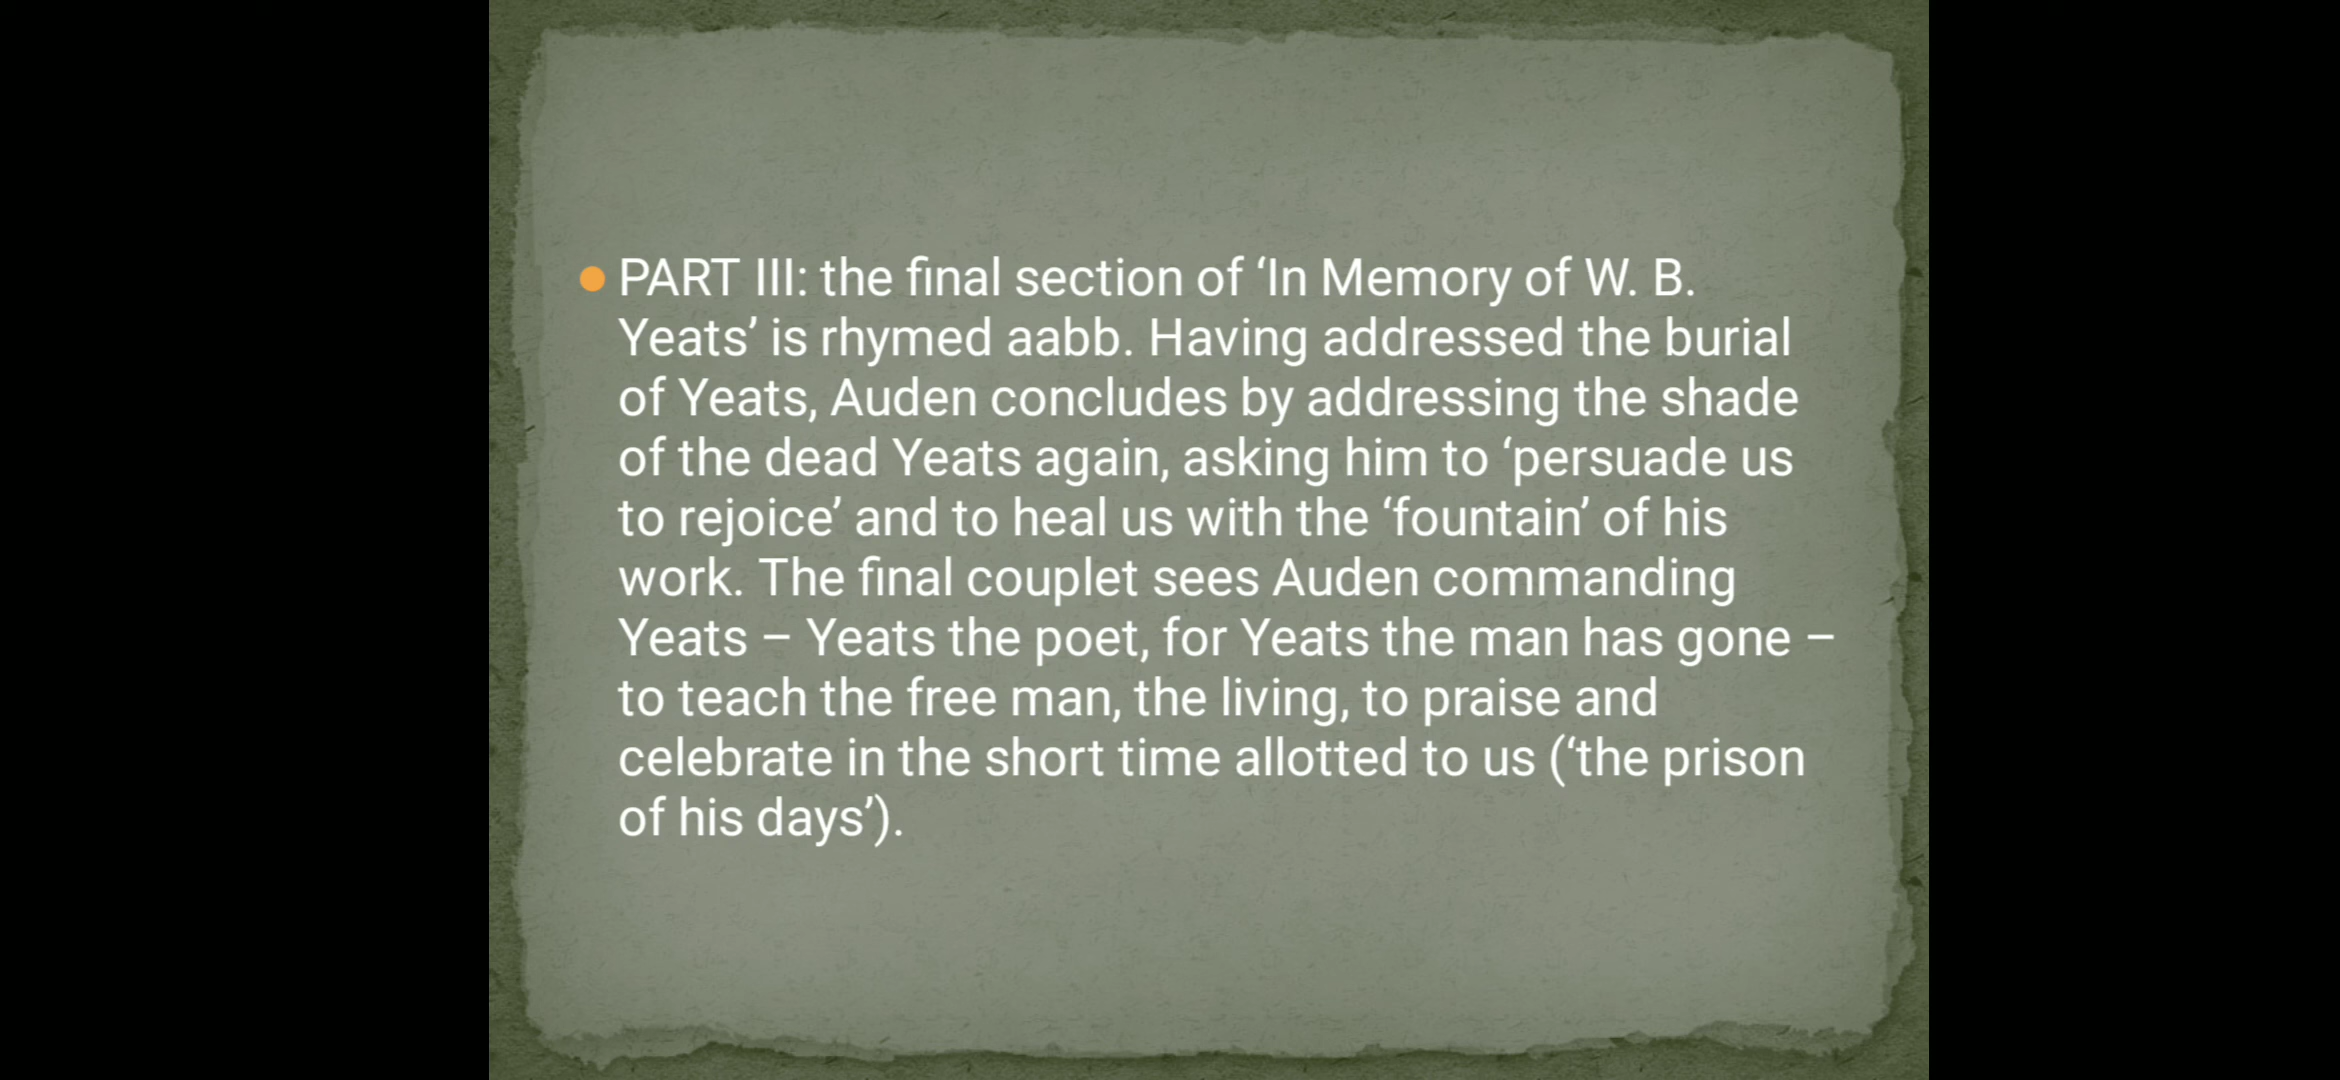 PART III: the final section of ‘In Memory of W. B.
Yeats’ is rhymed aabb. Having addressed the burial
of Yeats, Auden concludes by addressing the shade
of the dead Yeats again, asking him to ‘persuade us
to rejoice’ and to heal us with the ‘fountain’ of his
work. The final couplet sees Auden commanding
Yeats – Yeats the poet, for Yeats the man has gone –
to teach the free man, the living, to praise and
celebrate in the short time allotted to us (‘the prison
of his days’).